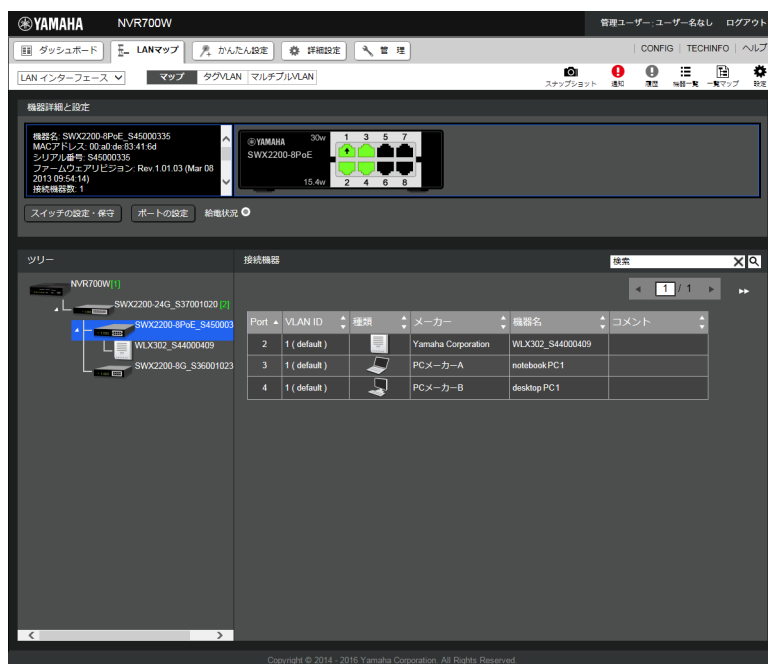 YAMAHA NVR700W 管理ユーザー:ユーザー名なし ログアウト
ダッシュボード LANマップ かんたん設定 詳細設定 管 理 CONFIG TECHINFO ヘルプ
LAN インターフェース マップ タグVLAN マルチプルVLAN スナップショット 通知 履歴 機器一覧 一覧マップ 設定
機器詳細と設定
機器名: SWX2200-8PoE_S45000335
MACアドレス: 00:a0:de:83:41:6d
シリアル番号: S45000335
ファームウェアリビジョン: Rev.1.01.03 (Mar 08
2013 09:54:14)
接続機器数: 1
YAMAHA 30w 1 3 5 7
SWX2200-8PoE
15.4w 2 4 6 8
スイッチの設定・保守 ポートの設定 給電状況
ツリー
NVR700W[1]
SWX2200-24G_S37001020 [2]
SWX2200-8PoE_S450003
WLX302_S44000409
SWX2200-8G_S36001023
接続機器 検索
1 / 1
Port VLAN ID 種類 メーカー 機器名 コメント
2 1 ( default ) Yamaha Corporation WLX302_S44000409
3 1 ( default ) PCメーカーA notebook PC1
4 1 ( default ) PCメーカーB desktop PC1
Copyright © 2014 - 2016 Yamaha Corporation. All Rights Reserved.